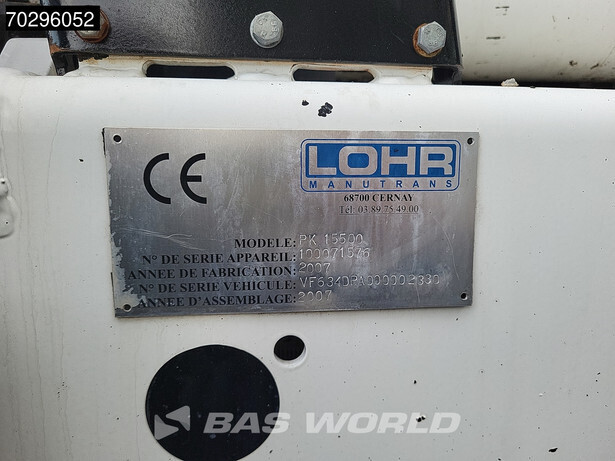 70296052
CE
LOHR
MANUTRANS
68700 CERNAY
Tél: 03.89.75.49.00
MODELE: PK 15500
N° DE SERIE APPAREIL: 100071576
ANNEE DE FABRICATION: 2007
N° DE SERIE VEHICULE: VF634DPA000002330
ANNEE D'ASSEMBLAGE: 2007
BAS WORLD